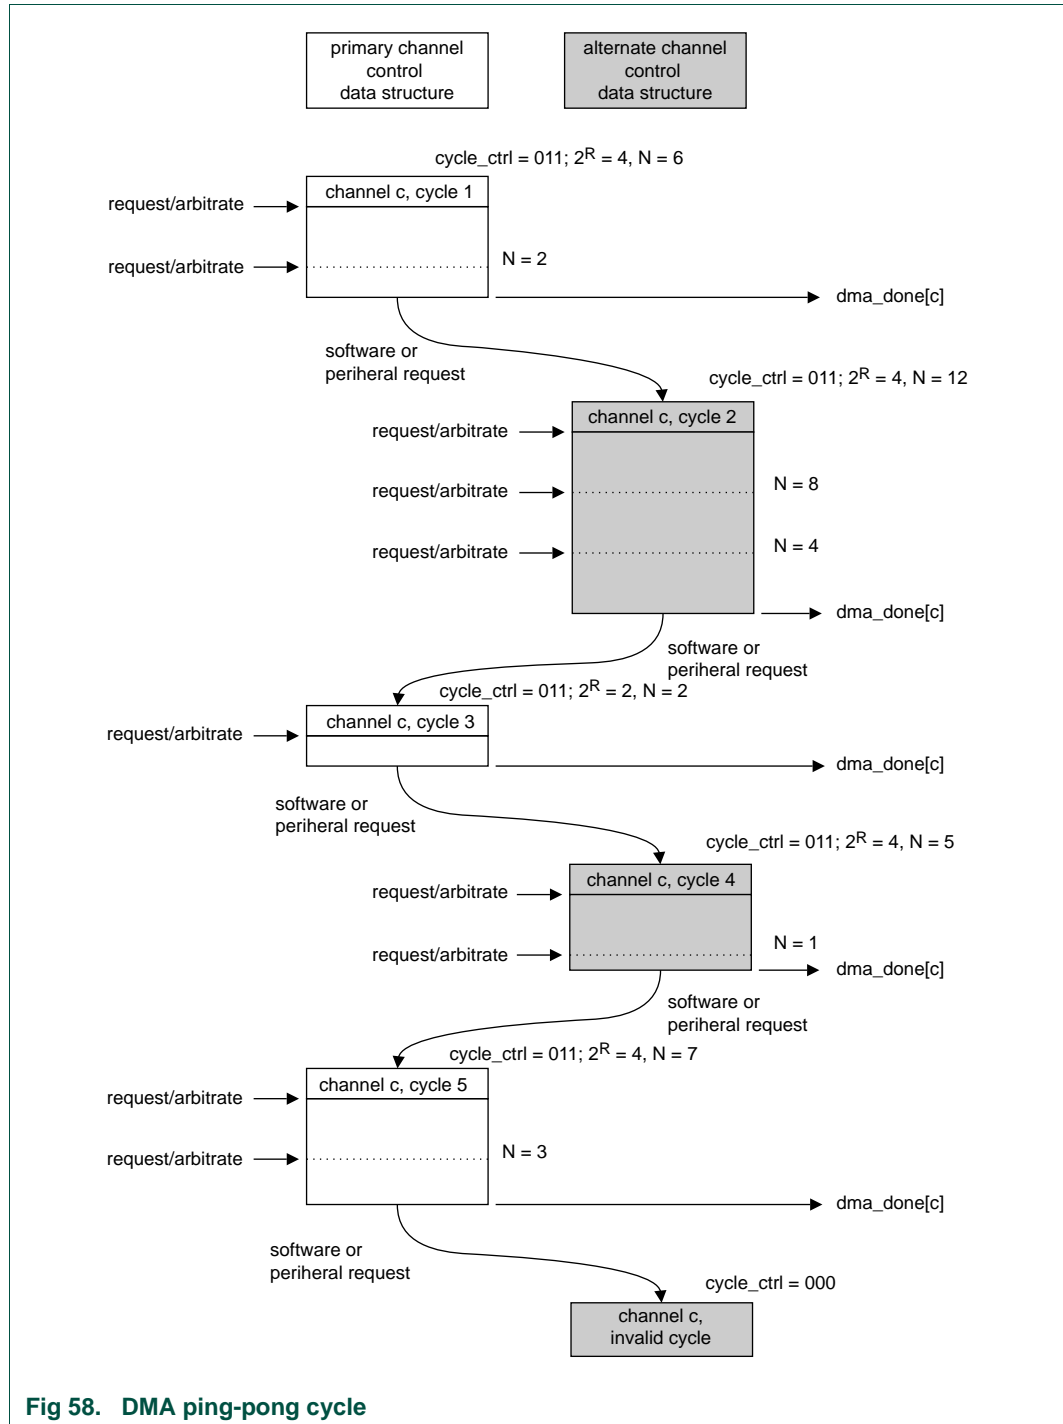 primary channel
control
data structure
alternate channel
control
data structure
cycle_ctrl = 011; 2^R = 4, N = 6
channel c, cycle 1
request/arbitrate
request/arbitrate
N = 2
dma_done[c]
software or
periheral request
cycle_ctrl = 011; 2^R = 4, N = 12
channel c, cycle 2
request/arbitrate
request/arbitrate
N = 8
request/arbitrate
N = 4
dma_done[c]
software or
periheral request
cycle_ctrl = 011; 2^R = 2, N = 2
channel c, cycle 3
request/arbitrate
dma_done[c]
software or
periheral request
cycle_ctrl = 011; 2^R = 4, N = 5
channel c, cycle 4
request/arbitrate
request/arbitrate
N = 1
dma_done[c]
software or
periheral request
cycle_ctrl = 011; 2^R = 4, N = 7
channel c, cycle 5
request/arbitrate
request/arbitrate
N = 3
dma_done[c]
software or
periheral request
cycle_ctrl = 000
channel c,
invalid cycle
Fig 58. DMA ping-pong cycle